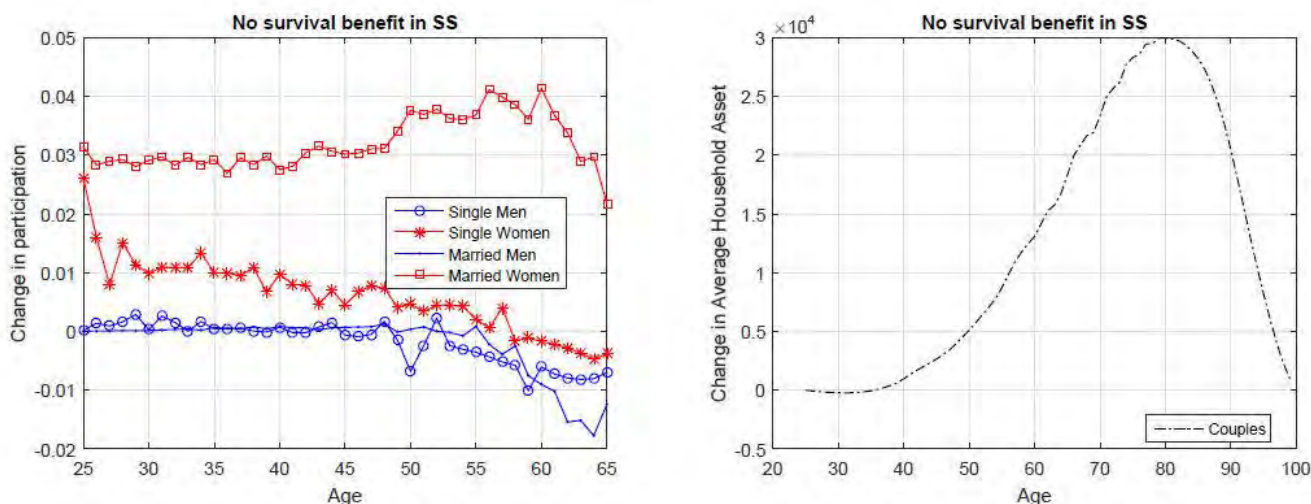 No survival benefit in SS
0.05
0.04
0.03
0.02
0.01
0
-0.01
-0.02
Change in participation
Single Men
Single Women
Married Men
Married Women
25 30 35 40 45 50 55 60 65
Age
No survival benefit in SS
×10⁴
3
2.5
2
1.5
1
0.5
0
-0.5
Change in Average Household Asset
Couples
20 30 40 50 60 70 80 90 100
Age